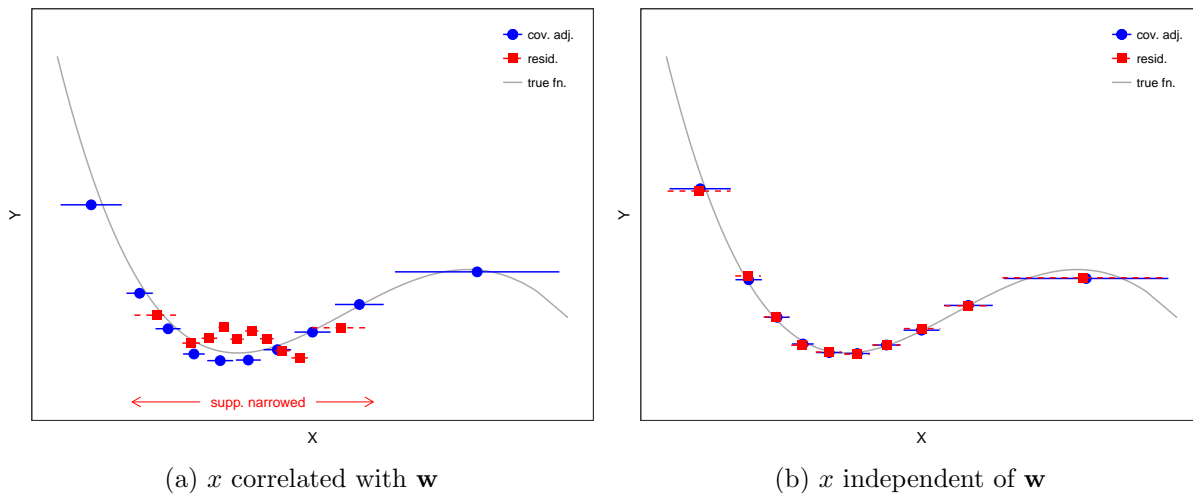 cov. adj.
resid.
true fn.
Y
supp. narrowed
X
(a) x correlated with w
cov. adj.
resid.
true fn.
Y
X
(b) x independent of w